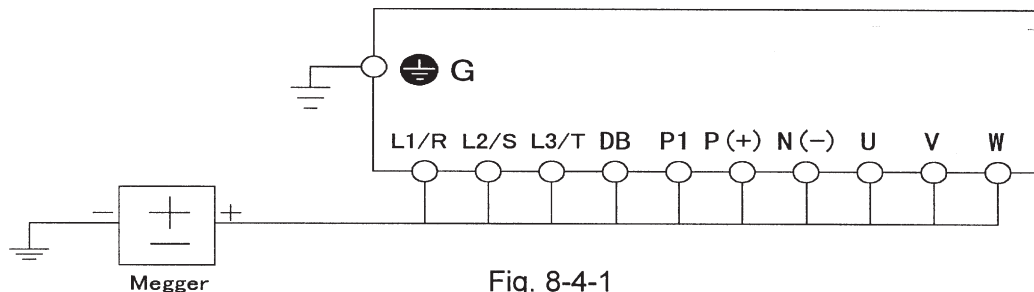 G
L1/R L2/S L3/T DB P1 P(+) N(−) U V W
− + − +
Megger
Fig. 8-4-1